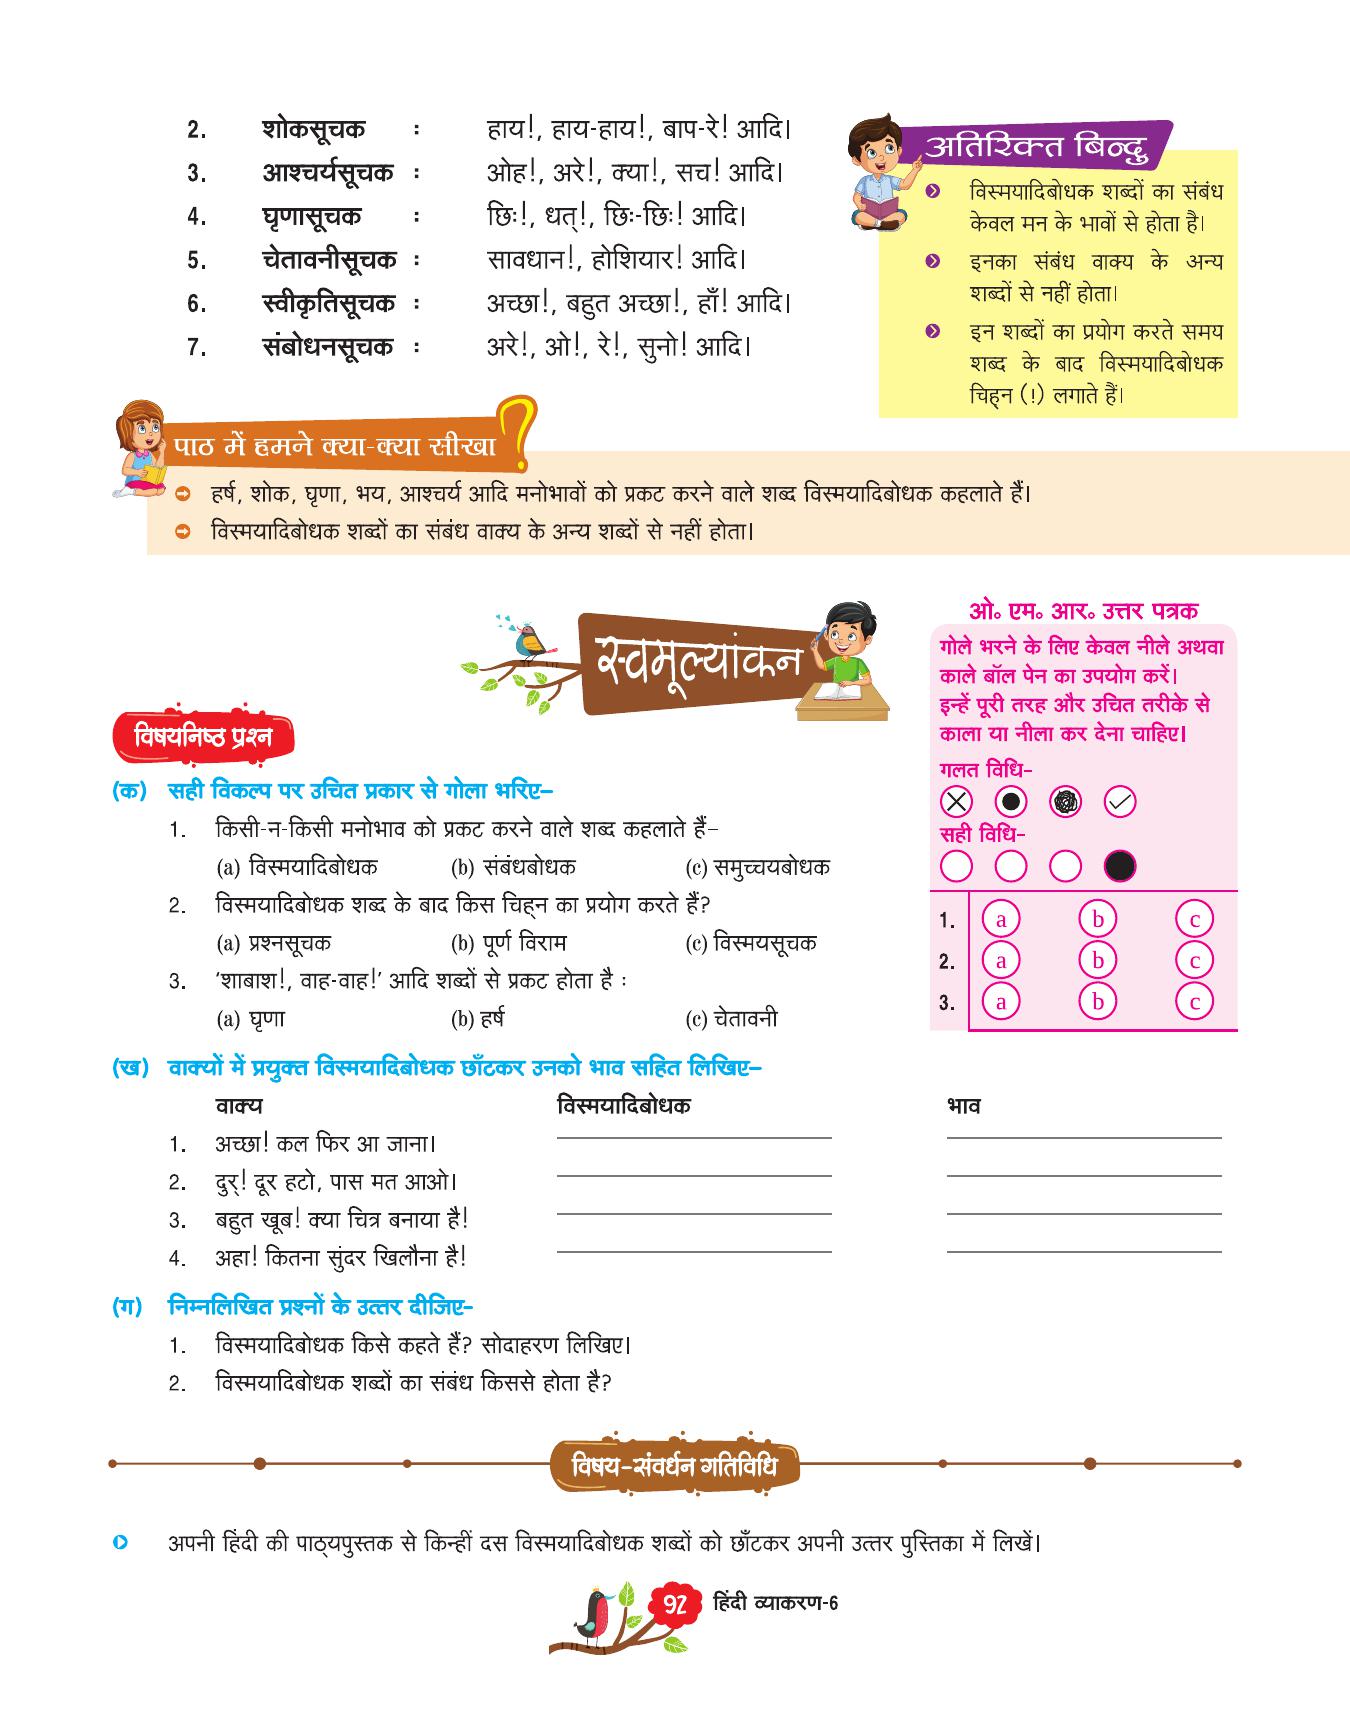 2. शोकसूचक : हाय!, हाय-हाय!, बाप-रे! आदि।
3. आश्चर्यसूचक : ओह!, अरे!, क्या!, सच! आदि।
4. घृणासूचक : छिः!, धत्!, छिः-छिः! आदि।
5. चेतावनीसूचक : सावधान!, होशियार! आदि।
6. स्वीकृतिसूचक : अच्छा!, बहुत अच्छा!, हाँ! आदि।
7. संबोधनसूचक : अरे!, ओ!, रे!, सुनो! आदि।
अतिरिक्त बिन्दु
विस्मयादिबोधक शब्दों का संबंध
केवल मन के भावों से होता है।
इनका संबंध वाक्य के अन्य
शब्दों से नहीं होता।
इन शब्दों का प्रयोग करते समय
शब्द के बाद विस्मयादिबोधक
चिह्न (!) लगाते हैं।
पाठ में हमने क्या-क्या सीखा ?
हर्ष, शोक, घृणा, भय, आश्चर्य आदि मनोभावों को प्रकट करने वाले शब्द विस्मयादिबोधक कहलाते हैं।
विस्मयादिबोधक शब्दों का संबंध वाक्य के अन्य शब्दों से नहीं होता।
स्वमूल्यांकन
विषयनिष्ठ प्रश्न
(क) सही विकल्प पर उचित प्रकार से गोला भरिए–
1. किसी-न-किसी मनोभाव को प्रकट करने वाले शब्द कहलाते हैं–
(a) विस्मयादिबोधक (b) संबंधबोधक (c) समुच्चयबोधक
2. विस्मयादिबोधक शब्द के बाद किस चिह्न का प्रयोग करते हैं?
(a) प्रश्नसूचक (b) पूर्ण विराम (c) विस्मयसूचक
3. ‘शाबाश!, वाह-वाह!’ आदि शब्दों से प्रकट होता है :
(a) घृणा (b) हर्ष (c) चेतावनी
ओ॰ एम॰ आर॰ उत्तर पत्रक
गोले भरने के लिए केवल नीले अथवा
काले बॉल पेन का उपयोग करें।
इन्हें पूरी तरह और उचित तरीके से
काला या नीला कर देना चाहिए।
गलत विधि–
सही विधि–
1. a b c
2. a b c
3. a b c
(ख) वाक्यों में प्रयुक्त विस्मयादिबोधक छाँटकर उनको भाव सहित लिखिए–
वाक्य विस्मयादिबोधक भाव
1. अच्छा! कल फिर आ जाना।
2. दुर्! दूर हटो, पास मत आओ।
3. बहुत खूब! क्या चित्र बनाया है!
4. अहा! कितना सुंदर खिलौना है!
(ग) निम्नलिखित प्रश्नों के उत्तर दीजिए–
1. विस्मयादिबोधक किसे कहते हैं? सोदाहरण लिखिए।
2. विस्मयादिबोधक शब्दों का संबंध किससे होता है?
विषय-संवर्धन गतिविधि
अपनी हिंदी की पाठ्यपुस्तक से किन्हीं दस विस्मयादिबोधक शब्दों को छाँटकर अपनी उत्तर पुस्तिका में लिखें।
92 हिंदी व्याकरण-6